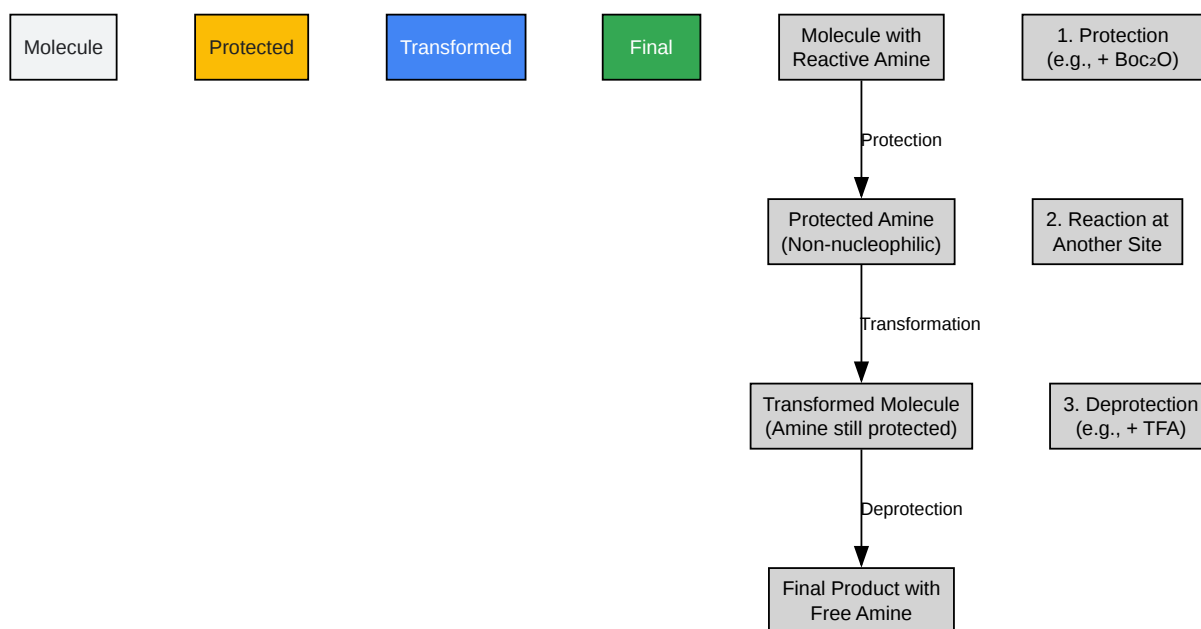 Molecule
Protected
Transformed
Final
Molecule with
Reactive Amine
1. Protection
(e.g., + Boc₂O)
Protection
Protected Amine
(Non-nucleophilic)
2. Reaction at
Another Site
Transformation
Transformed Molecule
(Amine still protected)
3. Deprotection
(e.g., + TFA)
Deprotection
Final Product with
Free Amine